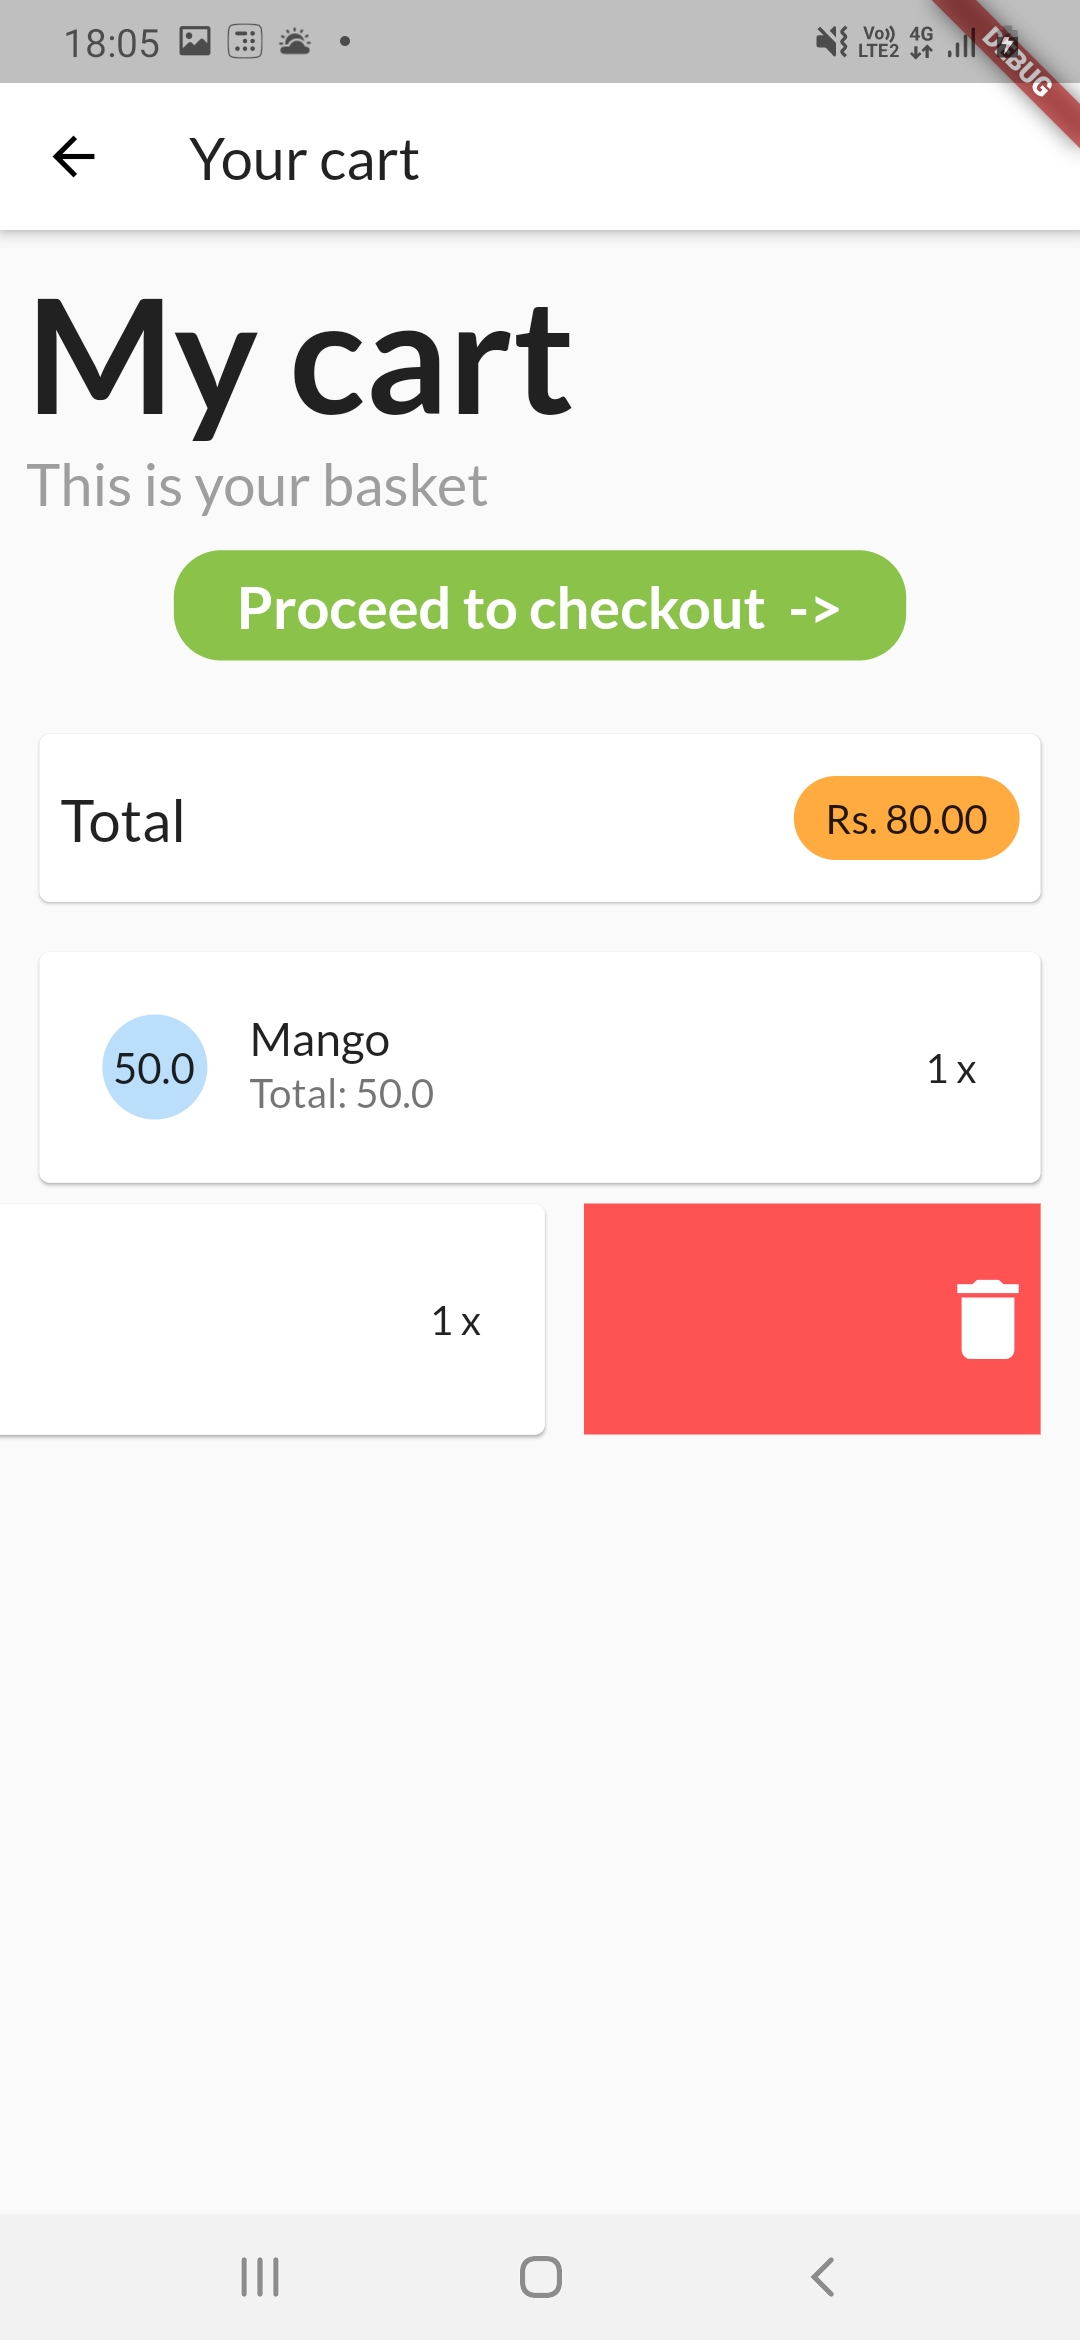 18:05
Vo)) LTE2 4G
DEBUG
Your cart
My cart
This is your basket
Proceed to checkout ->
Total
Rs. 80.00
50.0
Mango
Total: 50.0
1 x
1 x